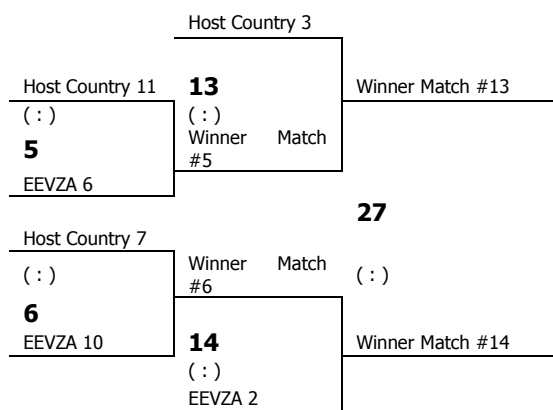 Host Country 3
Host Country 11
13
Winner Match #13
( : )
( : )
Winner Match
#5
5
EEVZA 6
27
Host Country 7
( : )
Winner Match
#6
( : )
6
EEVZA 10
14
Winner Match #14
( : )
EEVZA 2